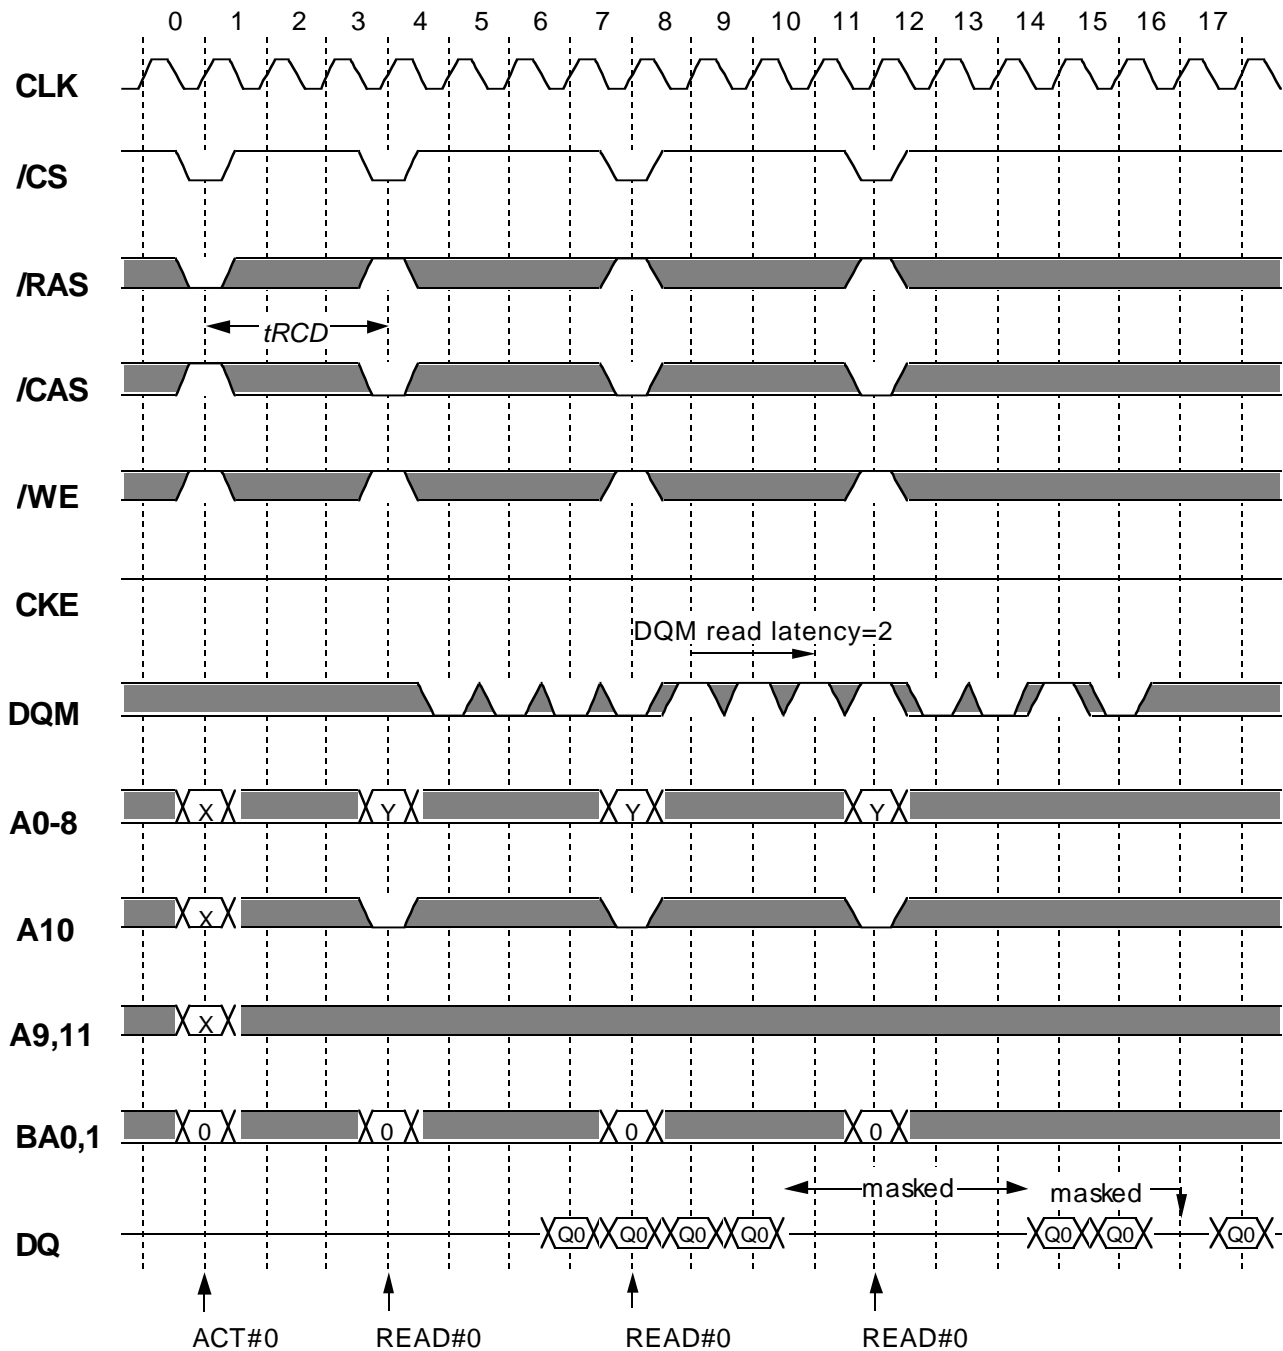 0 1 2 3 4 5 6 7 8 9 10 11 12 13 14 15 16 17
CLK
/CS
/RAS
tRCD
/CAS
/WE
CKE
DQM read latency=2
DQM
A0-8 X Y Y Y
A10 X
A9,11 X
BA0,1 0 0 0 0
masked masked
DQ Q0 Q0 Q0 Q0 Q0 Q0 Q0
ACT#0 READ#0 READ#0 READ#0